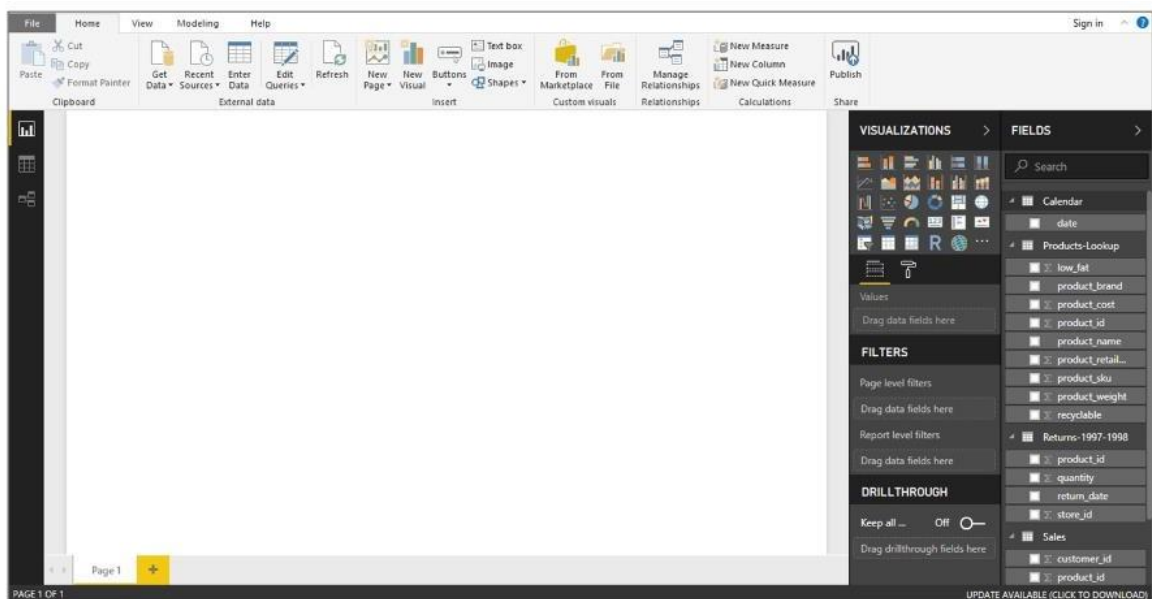 File Home View Modeling Help Sign in
Paste
Cut
Copy
Format Painter
Clipboard
Get Data
Recent Sources
Enter Data
Edit Queries
Refresh
External data
New Page
New Visual
Buttons
Text box
Image
Shapes
Insert
From Marketplace
From File
Custom visuals
Manage Relationships
Relationships
New Measure
New Column
New Quick Measure
Calculations
Publish
Share
VISUALIZATIONS
R
Values
Drag data fields here
FILTERS
Page level filters
Drag data fields here
Report level filters
Drag data fields here
DRILLTHROUGH
Keep all ... Off
Drag drillthrough fields here
FIELDS
Search
Calendar
date
Products-Lookup
Σ low_fat
product_brand
Σ product_cost
Σ product_id
product_name
Σ product_retail...
Σ product_sku
Σ product_weight
Σ recyclable
Returns-1997-1998
Σ product_id
Σ quantity
return_date
Σ store_id
Sales
Σ customer_id
Σ product_id
Page 1 +
PAGE 1 OF 1
UPDATE AVAILABLE (CLICK TO DOWNLOAD)